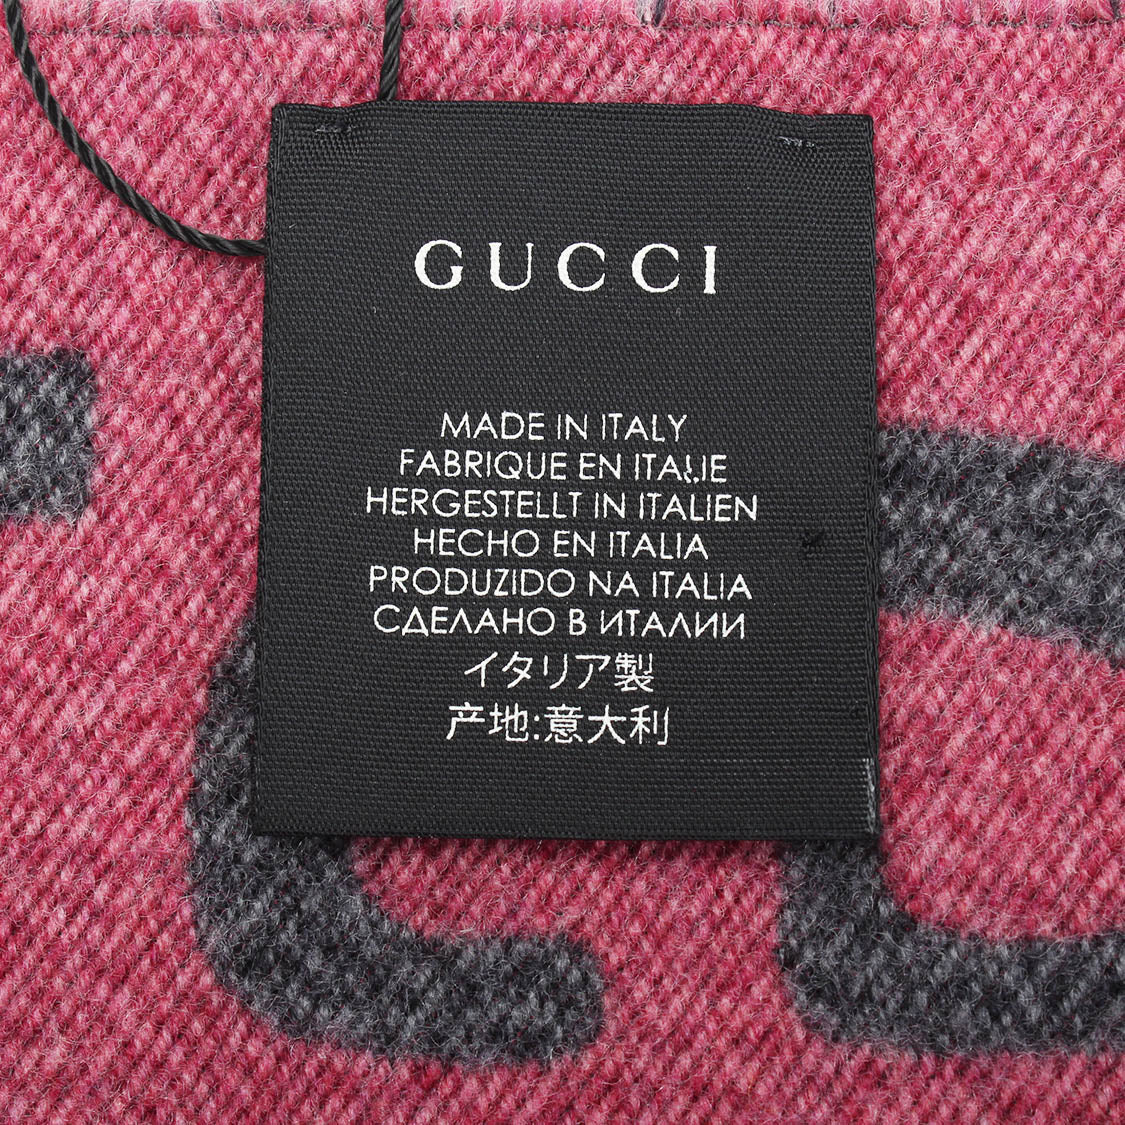 GUCCI
MADE IN ITALY
FABRIQUE EN ITALIE
HERGESTELLT IN ITALIEN
HECHO EN ITALIA
PRODUZIDO NA ITALIA
СДЕЛАНО В ИТАЛИИ
イタリア製
产地:意大利